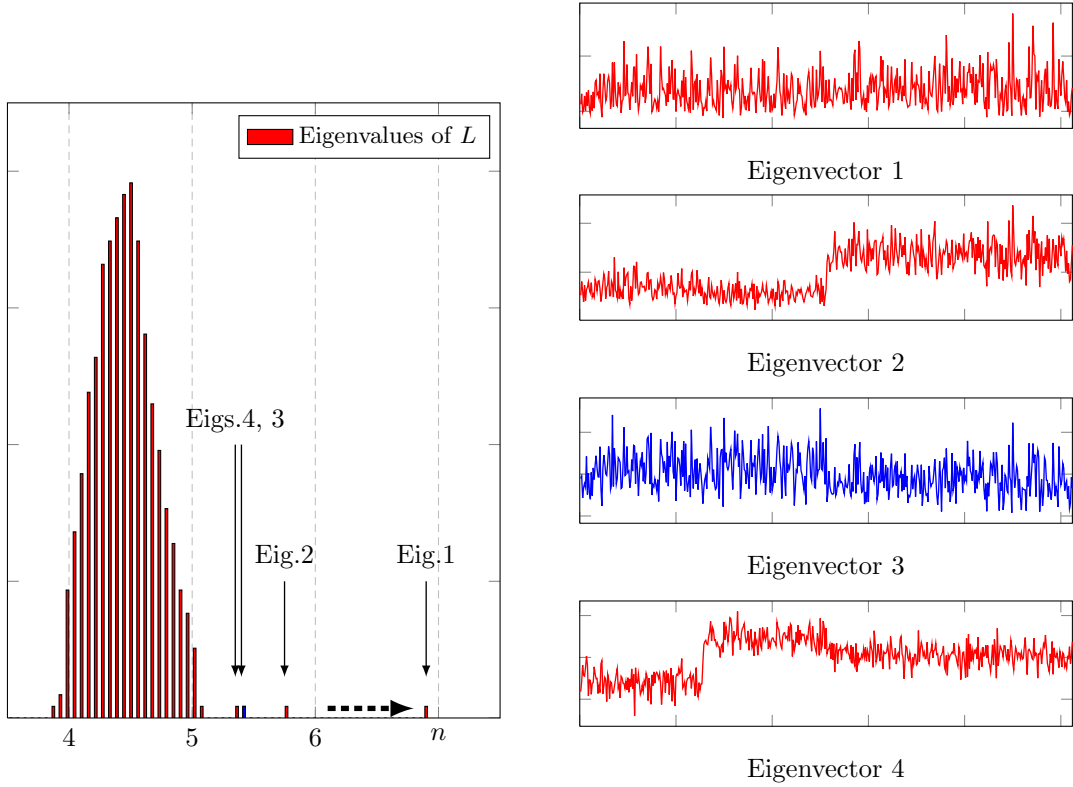 Eigenvalues of L
Eigs.4, 3
Eig.2
Eig.1
4
5
6
n
Eigenvector 1
Eigenvector 2
Eigenvector 3
Eigenvector 4